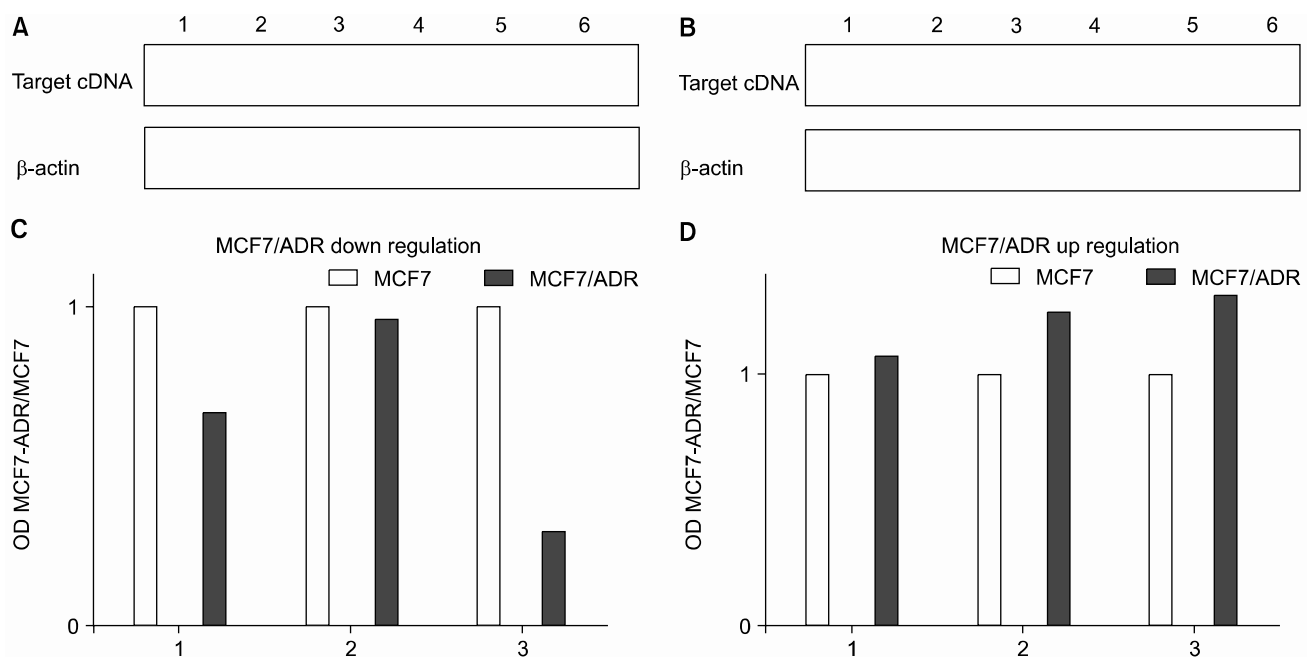 A 1 2 3 4 5 6
Target cDNA
β-actin
B 1 2 3 4 5 6
Target cDNA
β-actin
C
MCF7/ADR down regulation
MCF7 MCF7/ADR
OD MCF7-ADR/MCF7
1
0
1 2 3
D
MCF7/ADR up regulation
MCF7 MCF7/ADR
OD MCF7-ADR/MCF7
1
0
1 2 3